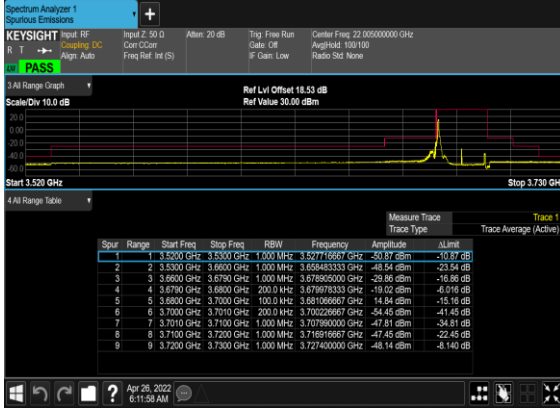 Spectrum Analyzer 1
Spurious Emissions
+
KEYSIGHT Input: RF Input Z: 50 Ω Atten: 20 dB Trig: Free Run Center Freq: 22.005000000 GHz
R T Coupling: DC Corr CCorr Gate: Off Avg|Hold: 100/100
Align: Auto Freq Ref: Int (S) IF Gain: Low Radio Std: None
PASS
3 All Range Graph Ref Lvl Offset 18.53 dB
Scale/Div 10.0 dB Ref Value 30.00 dBm
20.0
0.00
-20.0
-40.0
-60.0
Start 3.520 GHz Stop 3.730 GH
4 All Range Table
Measure Trace Trace 1
Trace Type Trace Average (Active)
Spur Range Start Freq Stop Freq RBW Frequency Amplitude ΔLimit
1 1 3.5200 GHz 3.5300 GHz 1.000 MHz 3.527716667 GHz -50.87 dBm -10.87 dB
2 2 3.5300 GHz 3.6600 GHz 1.000 MHz 3.658483333 GHz -48.54 dBm -23.54 dB
3 3 3.6600 GHz 3.6790 GHz 1.000 MHz 3.678905000 GHz -29.86 dBm -16.86 dB
4 4 3.6790 GHz 3.6800 GHz 200.0 kHz 3.679978333 GHz -19.02 dBm -6.016 dB
5 5 3.6800 GHz 3.7000 GHz 100.0 kHz 3.681066667 GHz 14.84 dBm -15.16 dB
6 6 3.7000 GHz 3.7010 GHz 200.0 kHz 3.700226667 GHz -54.45 dBm -41.45 dB
7 7 3.7010 GHz 3.7100 GHz 1.000 MHz 3.707990000 GHz -47.81 dBm -34.81 dB
8 8 3.7100 GHz 3.7200 GHz 1.000 MHz 3.716916667 GHz -47.45 dBm -22.45 dB
9 9 3.7200 GHz 3.7300 GHz 1.000 MHz 3.727400000 GHz -48.14 dBm -8.140 dB
? Apr 26, 2022
6:11:58 AM